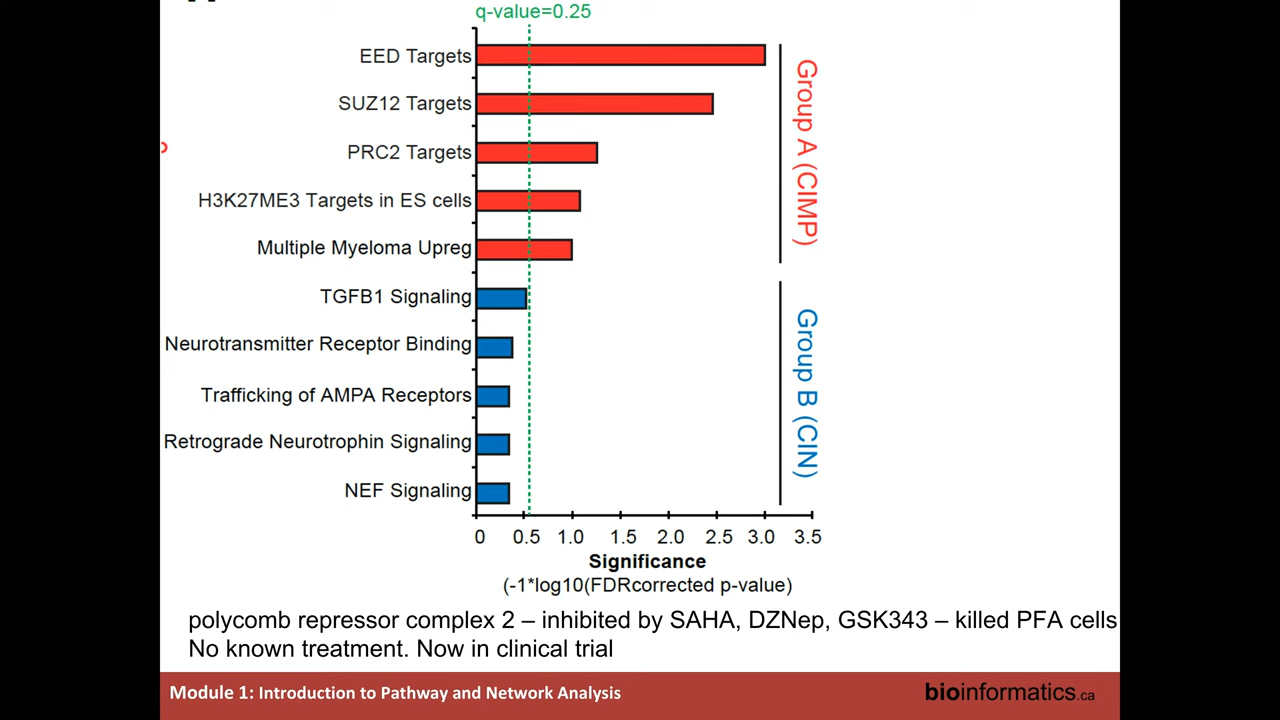 q-value=0.25
EED Targets
SUZ12 Targets
PRC2 Targets
H3K27ME3 Targets in ES cells
Multiple Myeloma Upreg
TGFB1 Signaling
Neurotransmitter Receptor Binding
Trafficking of AMPA Receptors
Retrograde Neurotrophin Signaling
NEF Signaling
Group A (CIMP)
Group B (CIN)
0 0.5 1.0 1.5 2.0 2.5 3.0 3.5
Significance
(-1*log10(FDRcorrected p-value)
polycomb repressor complex 2 – inhibited by SAHA, DZNep, GSK343 – killed PFA cells
No known treatment. Now in clinical trial
Module 1: Introduction to Pathway and Network Analysis
bioinformatics.ca